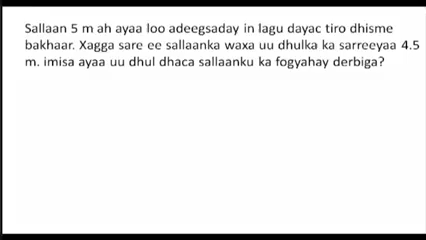 Sallaan 5 m ah ayaa loo adeegsaday in lagu dayac tiro dhisme
bakhaar. Xagga sare ee sallaanka waxa uu dhulka ka sarreeyaa 4.5
m. imisa ayaa uu dhul dhaca sallaanku ka fogyahay derbiga?